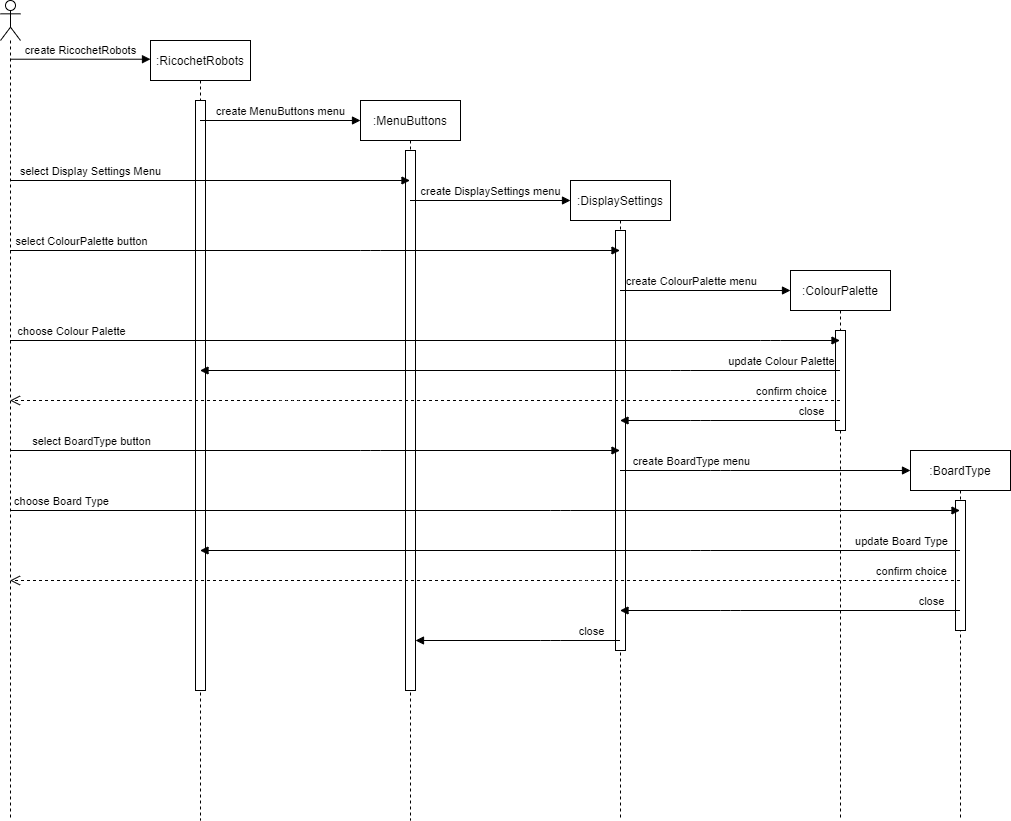 create RicochetRobots
:RicochetRobots
create MenuButtons menu
:MenuButtons
select Display Settings Menu
create DisplaySettings menu
:DisplaySettings
select ColourPalette button
create ColourPalette menu
:ColourPalette
choose Colour Palette
update Colour Palette
confirm choice
close
select BoardType button
create BoardType menu
:BoardType
choose Board Type
update Board Type
confirm choice
close
close